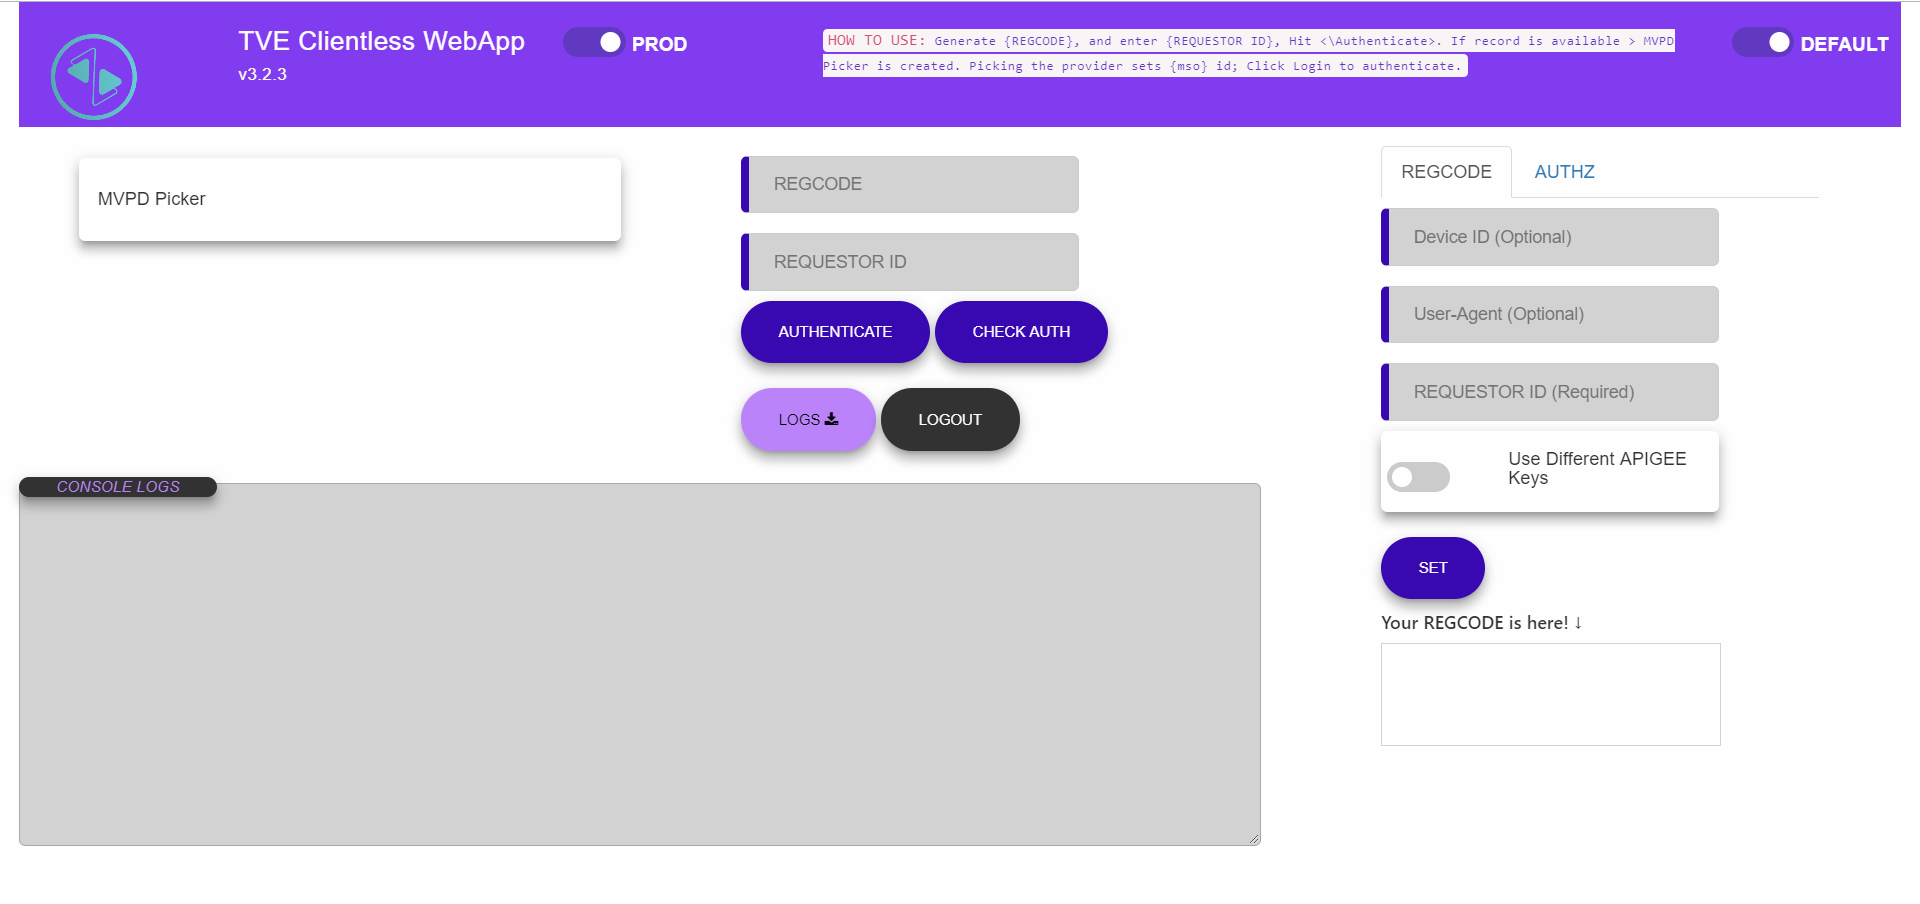 TVE Clientless WebApp
v3.2.3
PROD
HOW TO USE: Generate {REGCODE}, and enter {REQUESTOR ID}, Hit <\Authenticate>. If record is available > MVPD
Picker is created. Picking the provider sets {mso} id; Click Login to authenticate.
DEFAULT
MVPD Picker
REGCODE
REQUESTOR ID
AUTHENTICATE
CHECK AUTH
LOGS
LOGOUT
CONSOLE LOGS
REGCODE
AUTHZ
Device ID (Optional)
User-Agent (Optional)
REQUESTOR ID (Required)
Use Different APIGEE
Keys
SET
Your REGCODE is here! ↓